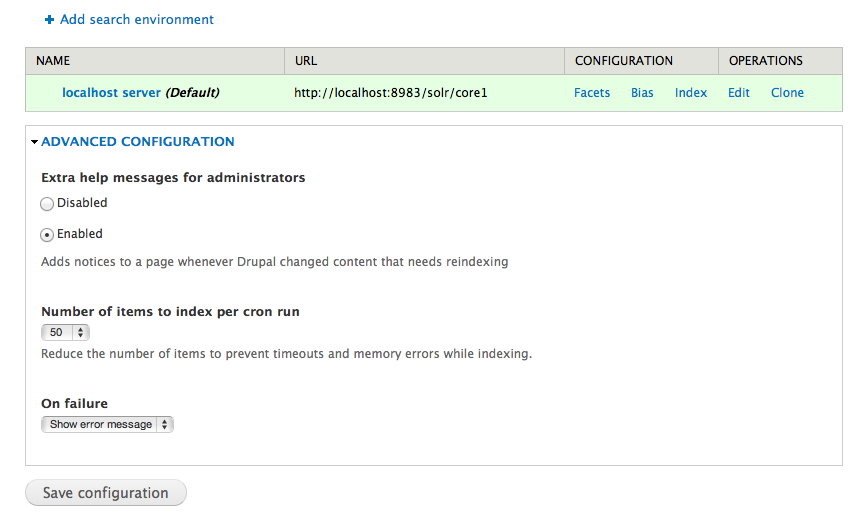 Add search environment
NAME URL CONFIGURATION OPERATIONS
localhost server (Default) http://localhost:8983/solr/core1 Facets Bias Index Edit Clone
ADVANCED CONFIGURATION
Extra help messages for administrators
Disabled
Enabled
Adds notices to a page whenever Drupal changed content that needs reindexing
Number of items to index per cron run
50
Reduce the number of items to prevent timeouts and memory errors while indexing.
On failure
Show error message
Save configuration